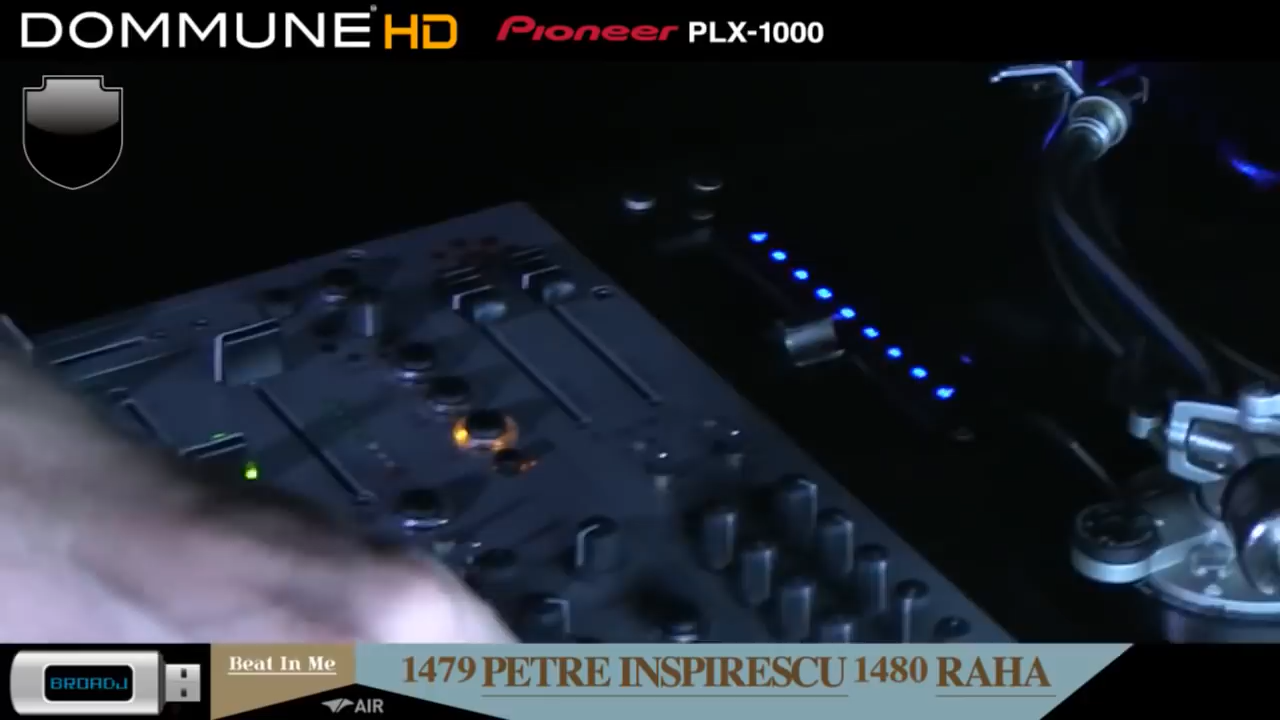 DOMMUNE HD Pioneer PLX-1000
BROADJ
Beat In Me
1479 PETRE INSPIRESCU 1480 RAHA
AIR